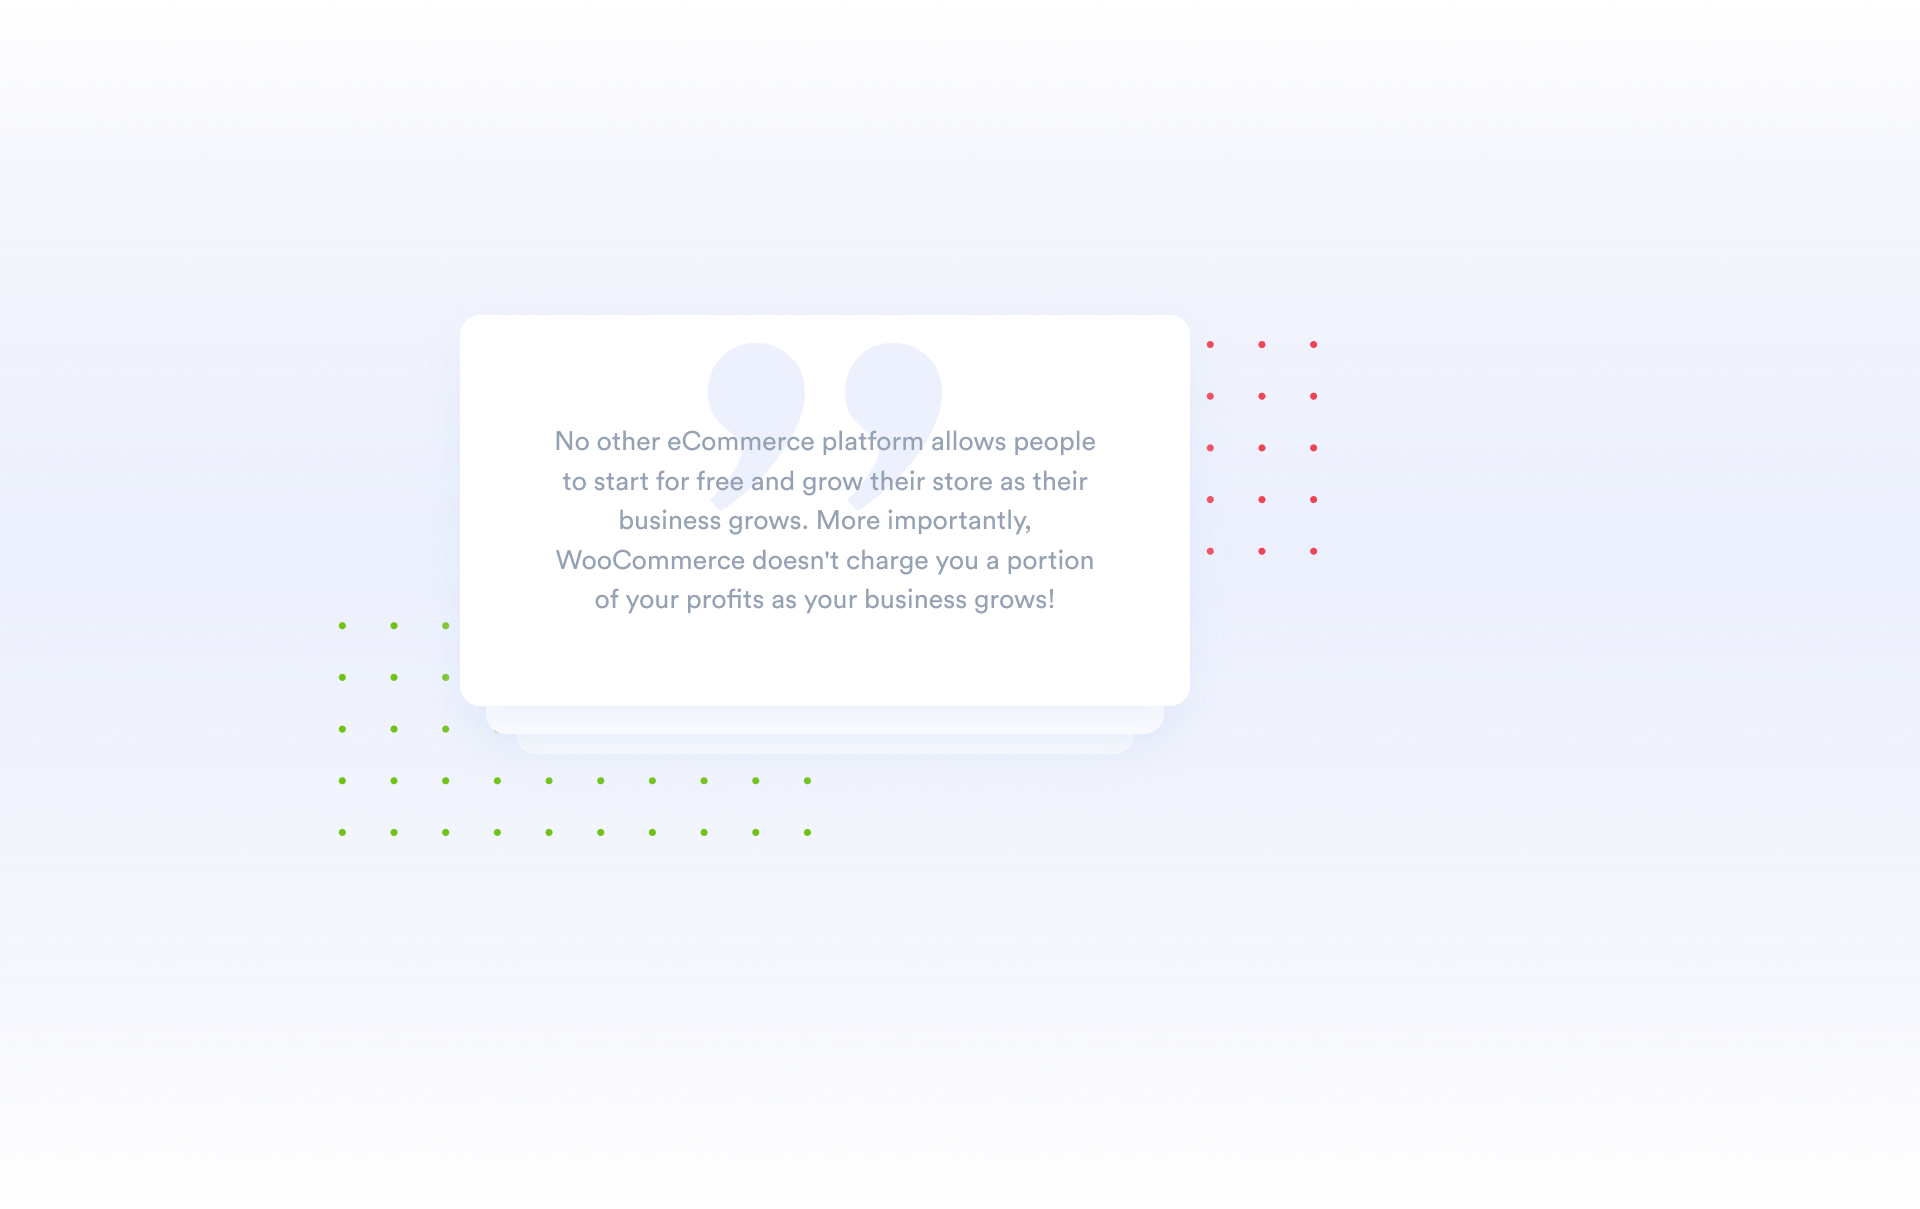 No other eCommerce platform allows people
to start for free and grow their store as their
business grows. More importantly,
WooCommerce doesn't charge you a portion
of your profits as your business grows!